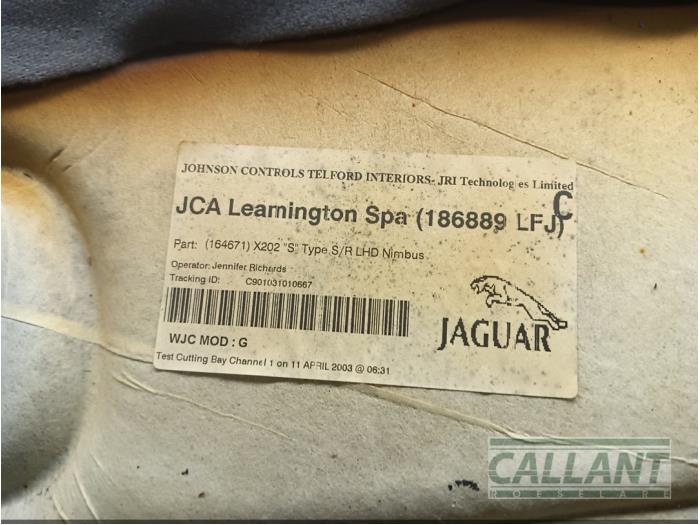 JOHNSON CONTROLS TELFORD INTERIORS- JRI Technolog es Limited
JCA Learnington Spa (186889 LFJ)
C
Part: (164671) X202 "S" Type S/R LHD Nimbus
Operator: Jennifer Richards
Tracking ID: C901031010667
WJC MOD : G
JAGUAR
Test Cutting Bay Channel 1 on 11 APRIL 2003 @ 06:31
CALLANT
ROESELARE